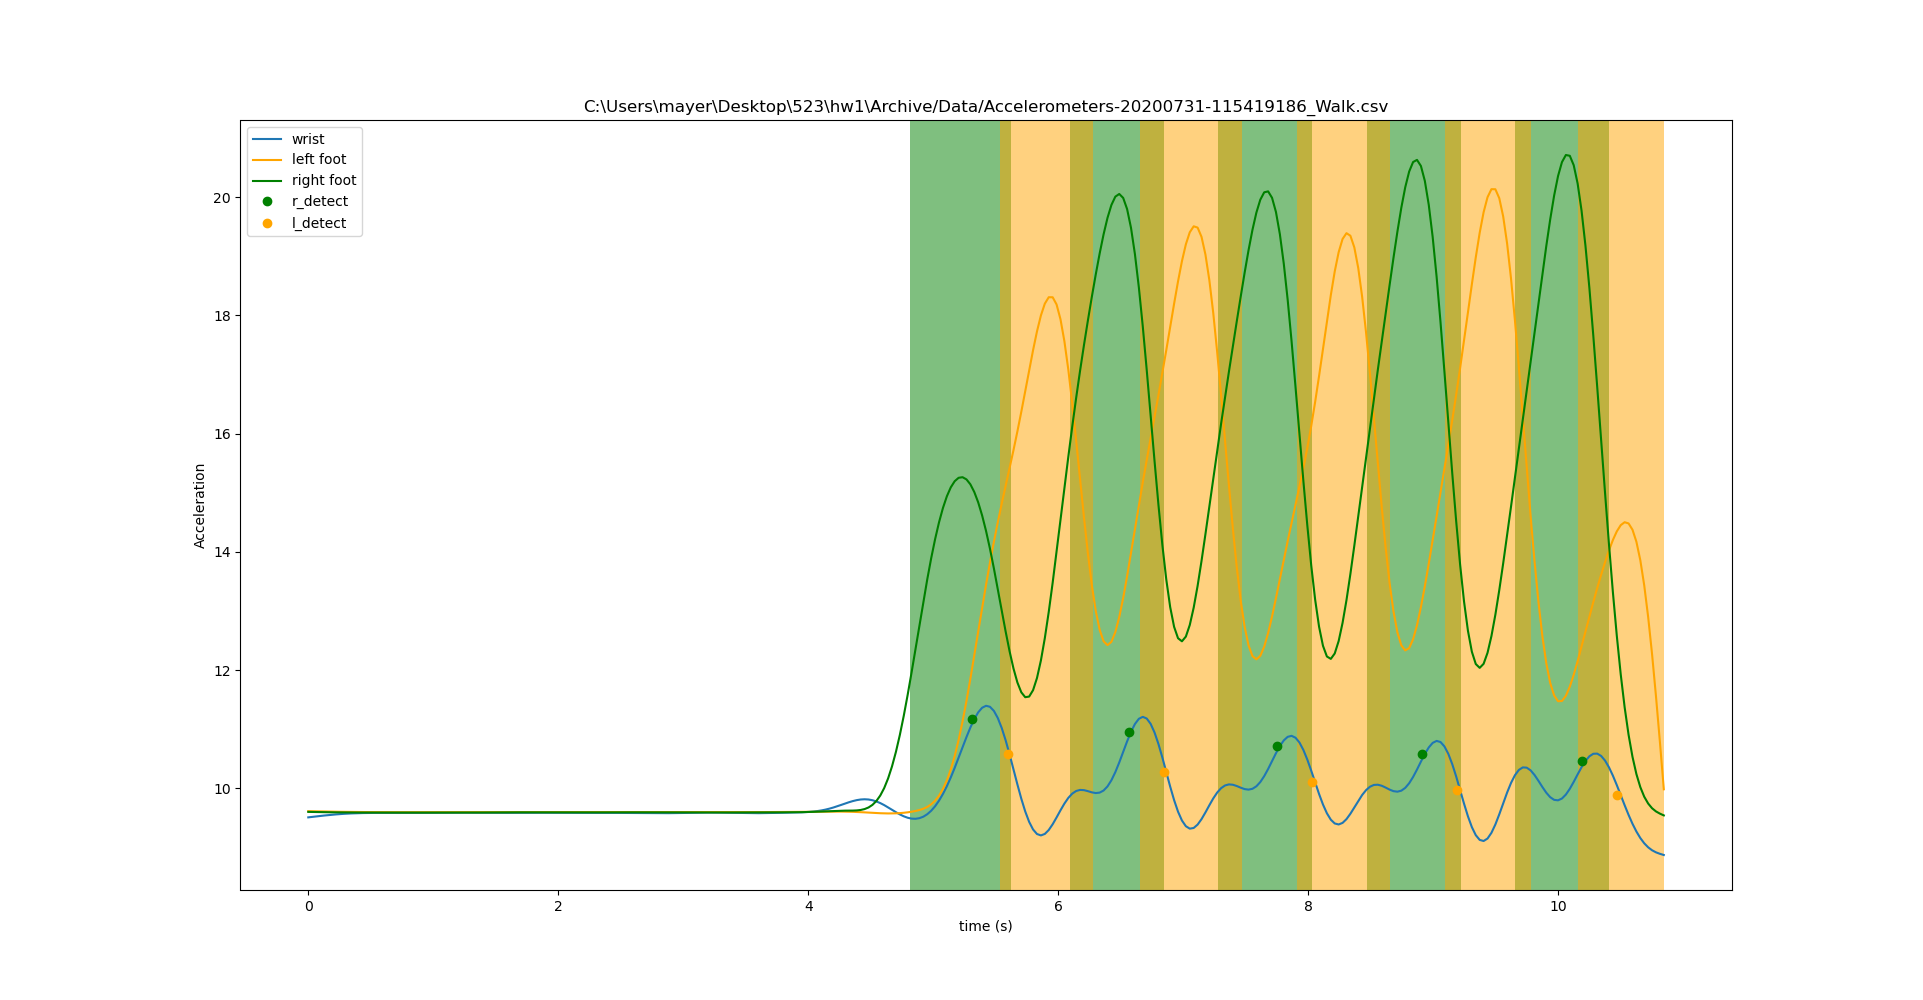 C:\Users\mayer\Desktop\523\hw1\Archive/Data/Accelerometers-20200731-115419186_Walk.csv
wrist
left foot
right foot
r_detect
l_detect
20
18
16
14
12
10
Acceleration
0 2 4 6 8 10
time (s)